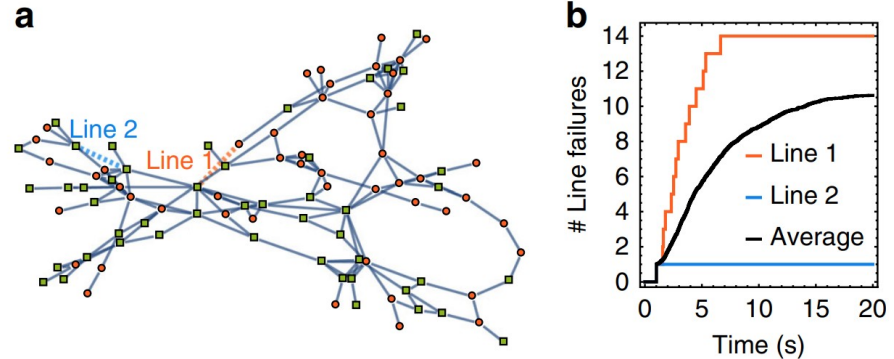 a
Line 2
Line 1
b
# Line failures
14
12
10
8
6
4
2
0
Line 1
Line 2
Average
0 5 10 15 20
Time (s)